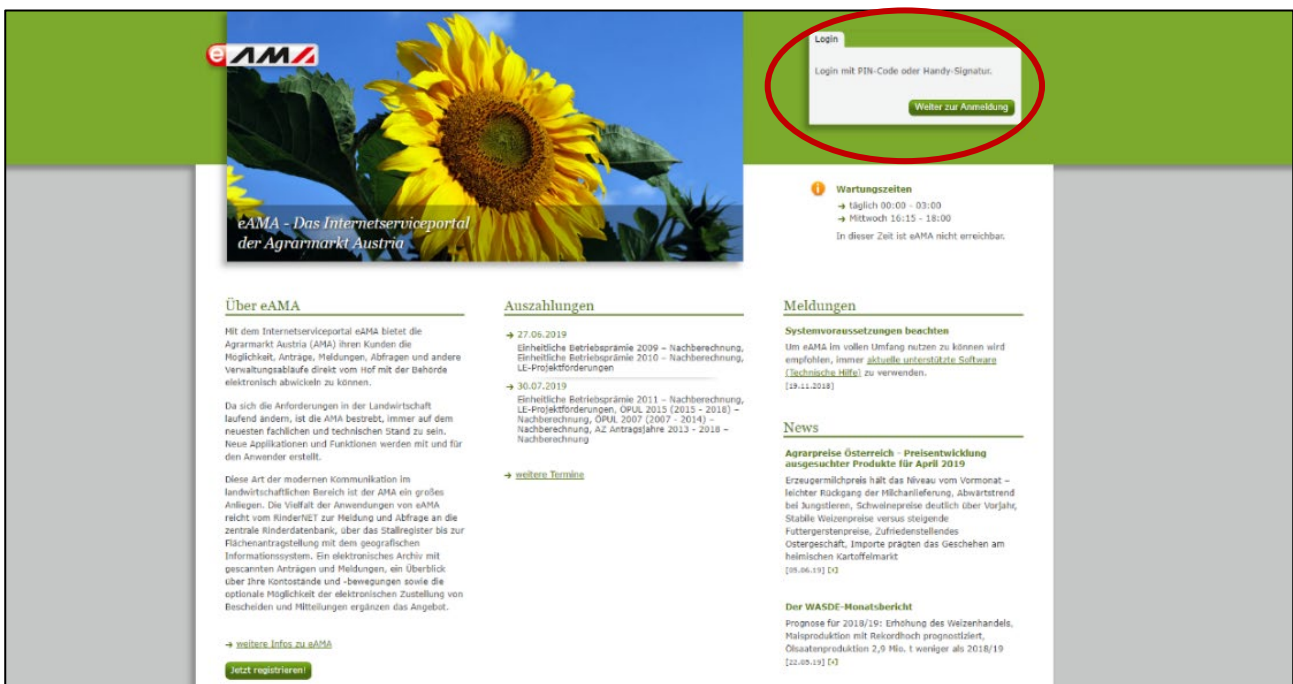 eAMA
Login
Login mit PIN-Code oder Handy-Signatur.
Weiter zur Anmeldung
eAMA - Das Internetserviceportal
der Agrarmarkt Austria
i
Wartungszeiten
→ täglich 00:00 - 03:00
→ Mittwoch 16:15 - 18:00
In dieser Zeit ist eAMA nicht erreichbar.
Über eAMA
Mit dem Internetserviceportal eAMA bietet die
Agrarmarkt Austria (AMA) ihren Kunden die
Möglichkeit, Anträge, Meldungen, Abfragen und andere
Verwaltungsabläufe direkt vom Hof mit der Behörde
elektronisch abwickeln zu können.
Da sich die Anforderungen in der Landwirtschaft
laufend ändern, ist die AMA bestrebt, immer auf dem
neuesten fachlichen und technischen Stand zu sein.
Neue Applikationen und Funktionen werden mit und für
den Anwender erstellt.
Diese Art der modernen Kommunikation im
landwirtschaftlichen Bereich ist der AMA ein großes
Anliegen. Die Vielfalt der Anwendungen von eAMA
reicht vom RinderNET zur Meldung und Abfrage an die
zentrale Rinderdatenbank, über das Stallregister bis zur
Flächenantragstellung mit dem geografischen
Informationssystem. Ein elektronisches Archiv mit
gescannten Anträgen und Meldungen, ein Überblick
über Ihre Kontostände und -bewegungen sowie die
optionale Möglichkeit der elektronischen Zustellung von
Bescheiden und Mitteilungen ergänzen das Angebot.
→ weitere Infos zu eAMA
Jetzt registrieren!
Auszahlungen
→ 27.06.2019
Einheitliche Betriebsprämie 2009 – Nachberechnung,
Einheitliche Betriebsprämie 2010 – Nachberechnung,
LE-Projektförderungen
→ 30.07.2019
Einheitliche Betriebsprämie 2011 – Nachberechnung,
LE-Projektförderungen, ÖPUL 2015 (2015 - 2018) –
Nachberechnung, ÖPUL 2007 (2007 - 2014) –
Nachberechnung, AZ Antragsjahre 2013 - 2018 –
Nachberechnung
→ weitere Termine
Meldungen
Systemvoraussetzungen beachten
Um eAMA im vollen Umfang nutzen zu können wird
empfohlen, immer aktuelle unterstützte Software
(Technische Hilfe) zu verwenden.
[19.11.2018]
News
Agrarpreise Österreich - Preisentwicklung
ausgesuchter Produkte für April 2019
Erzeugermilchpreis hält das Niveau vom Vormonat –
leichter Rückgang der Milchanlieferung, Abwärtstrend
bei Jungstieren, Schweinepreise deutlich über Vorjahr,
Stabile Weizenpreise versus steigende
Futtergerstenpreise, Zufriedenstellendes
Ostergeschäft, Importe prägten das Geschehen am
heimischen Kartoffelmarkt
[05.06.19]
Der WASDE-Monatsbericht
Prognose für 2018/19: Erhöhung des Weizenhandels,
Maisproduktion mit Rekordhoch prognostiziert,
Ölsaatenproduktion 2,9 Mio. t weniger als 2018/19
[22.05.19]